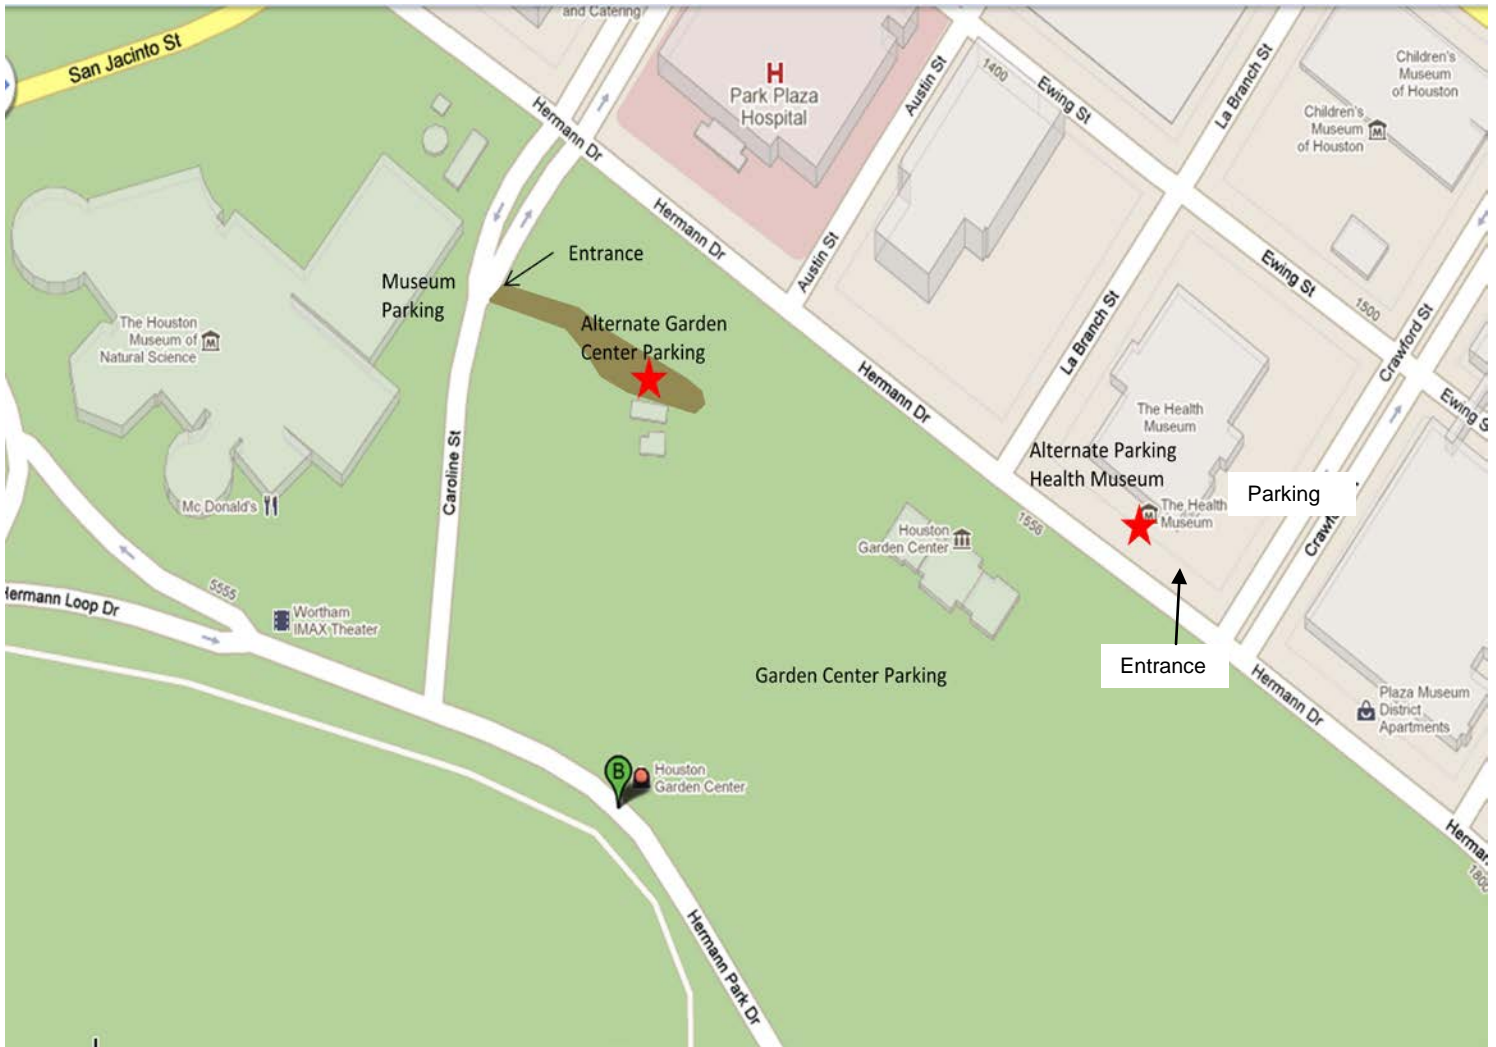 and Catering
San Jacinto St
H
Park Plaza
Hospital
Hermann Dr
Austin St
1400
Ewing St
La Branch St
Children's
Museum
of Houston
Children's
Museum
of Houston
M
Hermann Dr
Austin St
Ewing St
1500
Crawford St
Ewing S
Entrance
Museum
Parking
Alternate Garden
Center Parking
The Houston
Museum of
Natural Science
M
Caroline St
Hermann Dr
La Branch St
The Health
Museum
Alternate Parking
Health Museum
Parking
The Health
Museum
M
1556
Houston
Garden Center
Mc Donald's
5555
Hermann Loop Dr
Wortham
IMAX Theater
Entrance
Garden Center Parking
Hermann Dr
Plaza Museum
District
Apartments
B
Houston
Garden Center
Hermann Park Dr
1800